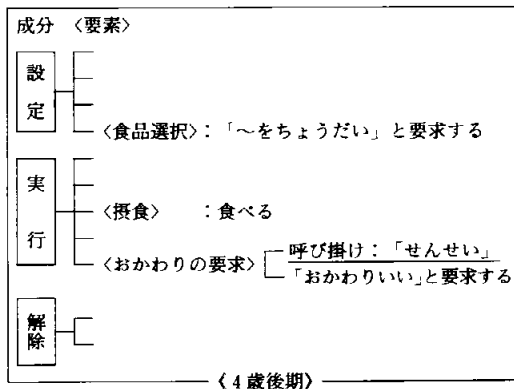 成分 〈要素〉
設定
〈食品選択〉：「～をちょうだい」と要求する
実行
〈摂食〉 ：食べる
〈おかわりの要求〉
呼び掛け：「せんせい」
「おかわりいい」と要求する
解除
《4歳後期》